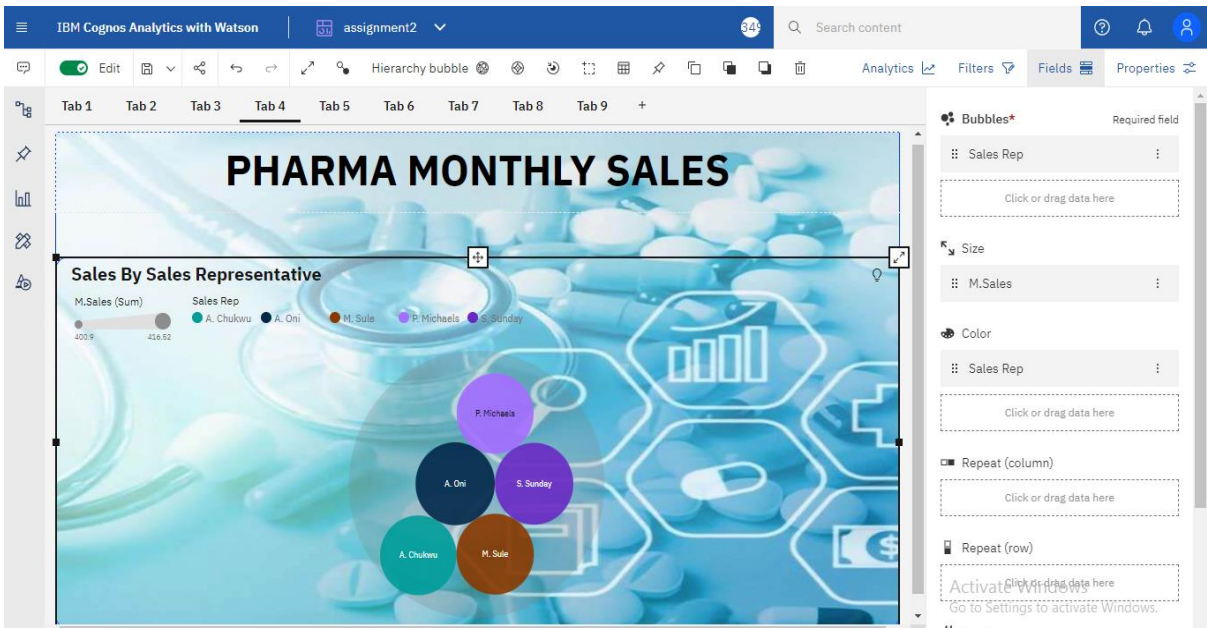 IBM Cognos Analytics with Watson
assignment2
349
Search content
Edit
Hierarchy bubble
Analytics
Filters
Fields
Properties
Tab 1 Tab 2 Tab 3 Tab 4 Tab 5 Tab 6 Tab 7 Tab 8 Tab 9 +
PHARMA MONTHLY SALES
Sales By Sales Representative
M.Sales (Sum)
400.9 416.52
Sales Rep
A. Chukwu A. Oni M. Sule P. Michaels S. Sunday
P. Michaels
A. Oni S. Sunday
A. Chukwu M. Sule
Bubbles* Required field
Sales Rep
Click or drag data here
Size
M.Sales
Color
Sales Rep
Click or drag data here
Repeat (column)
Click or drag data here
Repeat (row)
Click or drag data here
Activate Windows
Go to Settings to activate Windows.